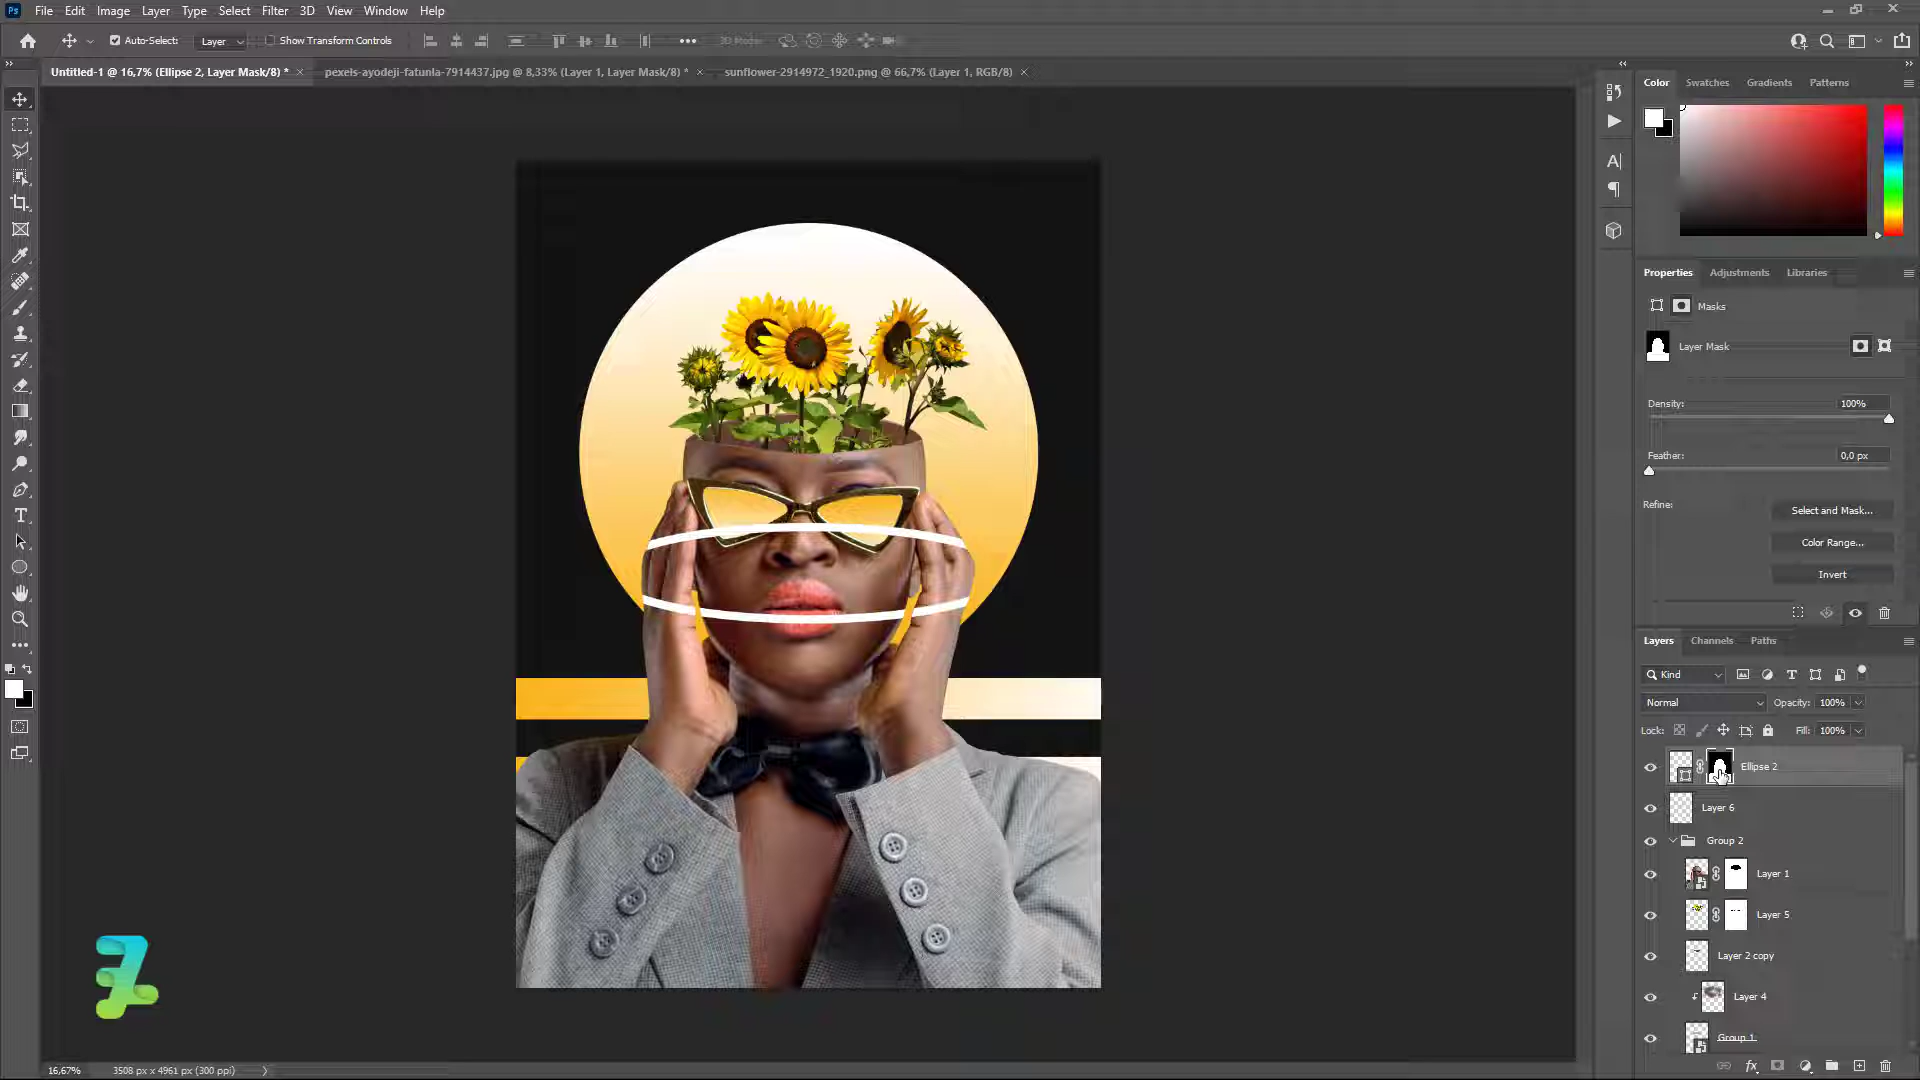 Ps File Edit Image Layer Type Select Filter 3D View Window Help
Auto-Select: Layer Show Transform Controls ••• 3D Mode:
Untitled-1 @ 16,7% (Ellipse 2, Layer Mask/8) * × pexels-ayodeji-fatunla-7914437.jpg @ 8,33% (Layer 1, Layer Mask/8) * × sunflower-2914972_1920.png @ 66,7% (Layer 1, RGB/8) ×
Color Swatches Gradients Patterns
Properties Adjustments Libraries
Masks
Layer Mask
Density: 100%
Feather: 0,0 px
Refine: Select and Mask...
Color Range...
Invert
Layers Channels Paths
Kind
Normal Opacity: 100%
Lock: Fill: 100%
Ellipse 2
Layer 6
Group 2
Layer 1
Layer 5
Layer 2 copy
Layer 4
Group 1
16,67% 3508 px x 4961 px (300 ppi)